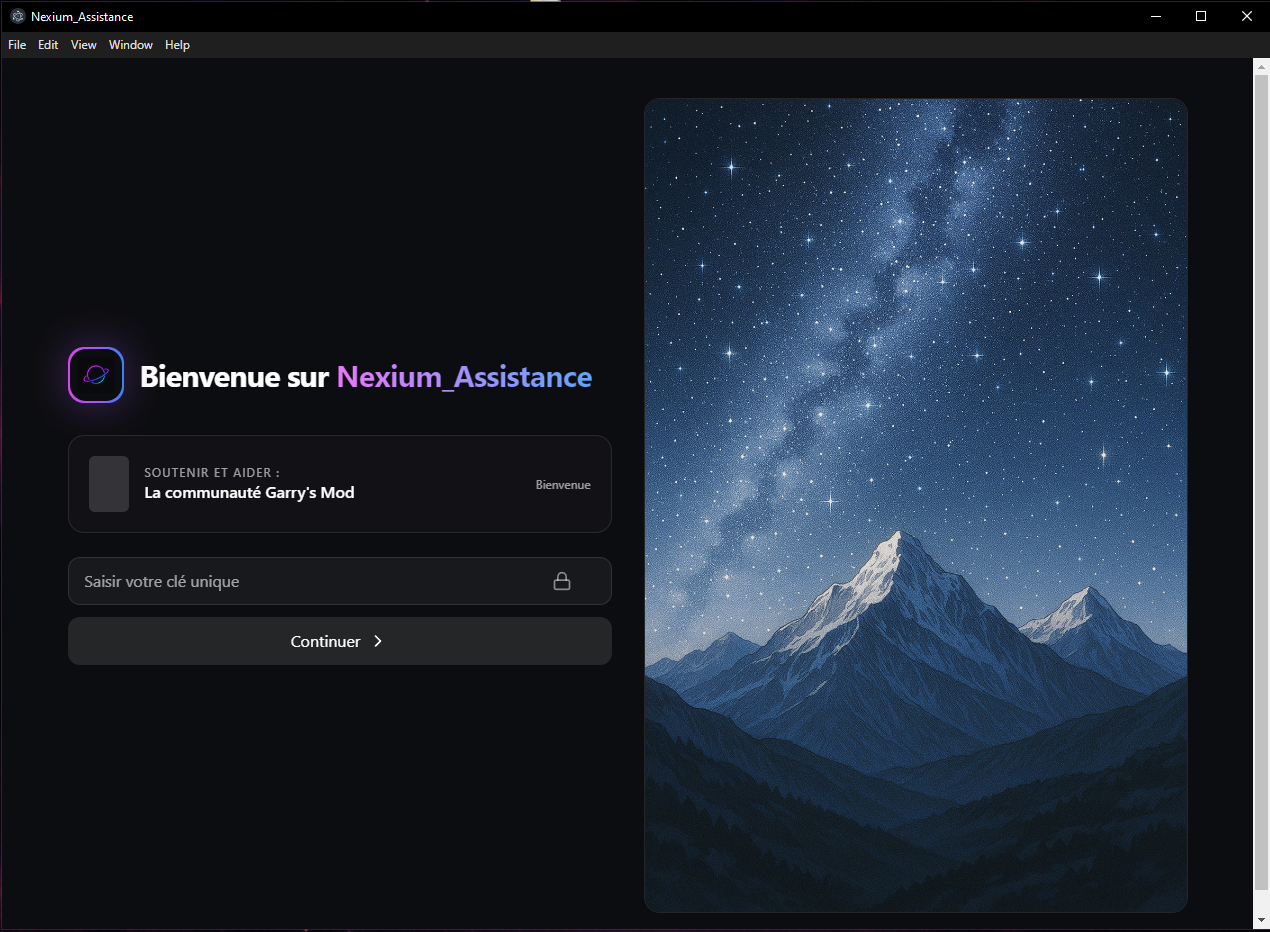 Nexium_Assistance
File Edit View Window Help
Bienvenue sur Nexium_Assistance
SOUTENIR ET AIDER :
La communauté Garry's Mod
Bienvenue
Saisir votre clé unique
Continuer